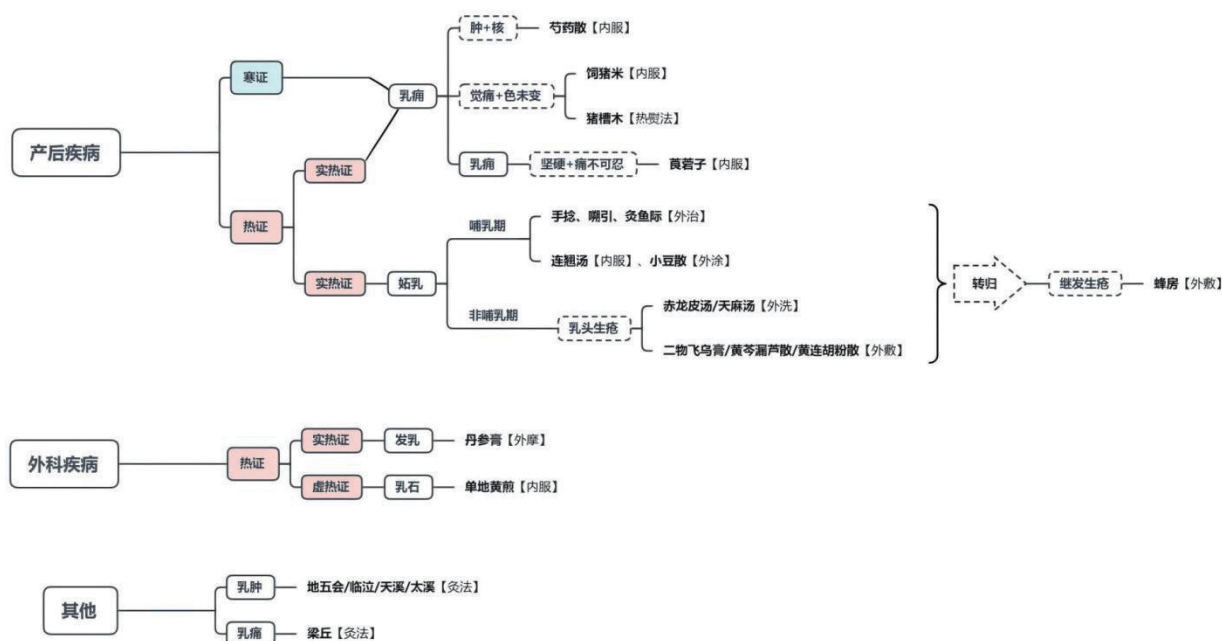 产后疾病
寒证
热证
实热证
实热证
乳痈
肿+核
芍药散【内服】
觉痛+色未变
饲猪米【内服】
猪槽木【热熨法】
乳痈
坚硬+痛不可忍
莨菪子【内服】
妬乳
哺乳期
手捻、嗍引、灸鱼际【外治】
连翘汤【内服】、小豆散【外涂】
非哺乳期
乳头生疮
赤龙皮汤/天麻汤【外洗】
二物飞乌膏/黄芩漏芦散/黄连胡粉散【外敷】
转归
继发生疮
蜂房【外敷】
外科疾病
热证
实热证
发乳
丹参膏【外摩】
虚热证
乳石
单地黄煎【内服】
其他
乳肿
地五会/临泣/天溪/太溪【灸法】
乳痛
梁丘【灸法】